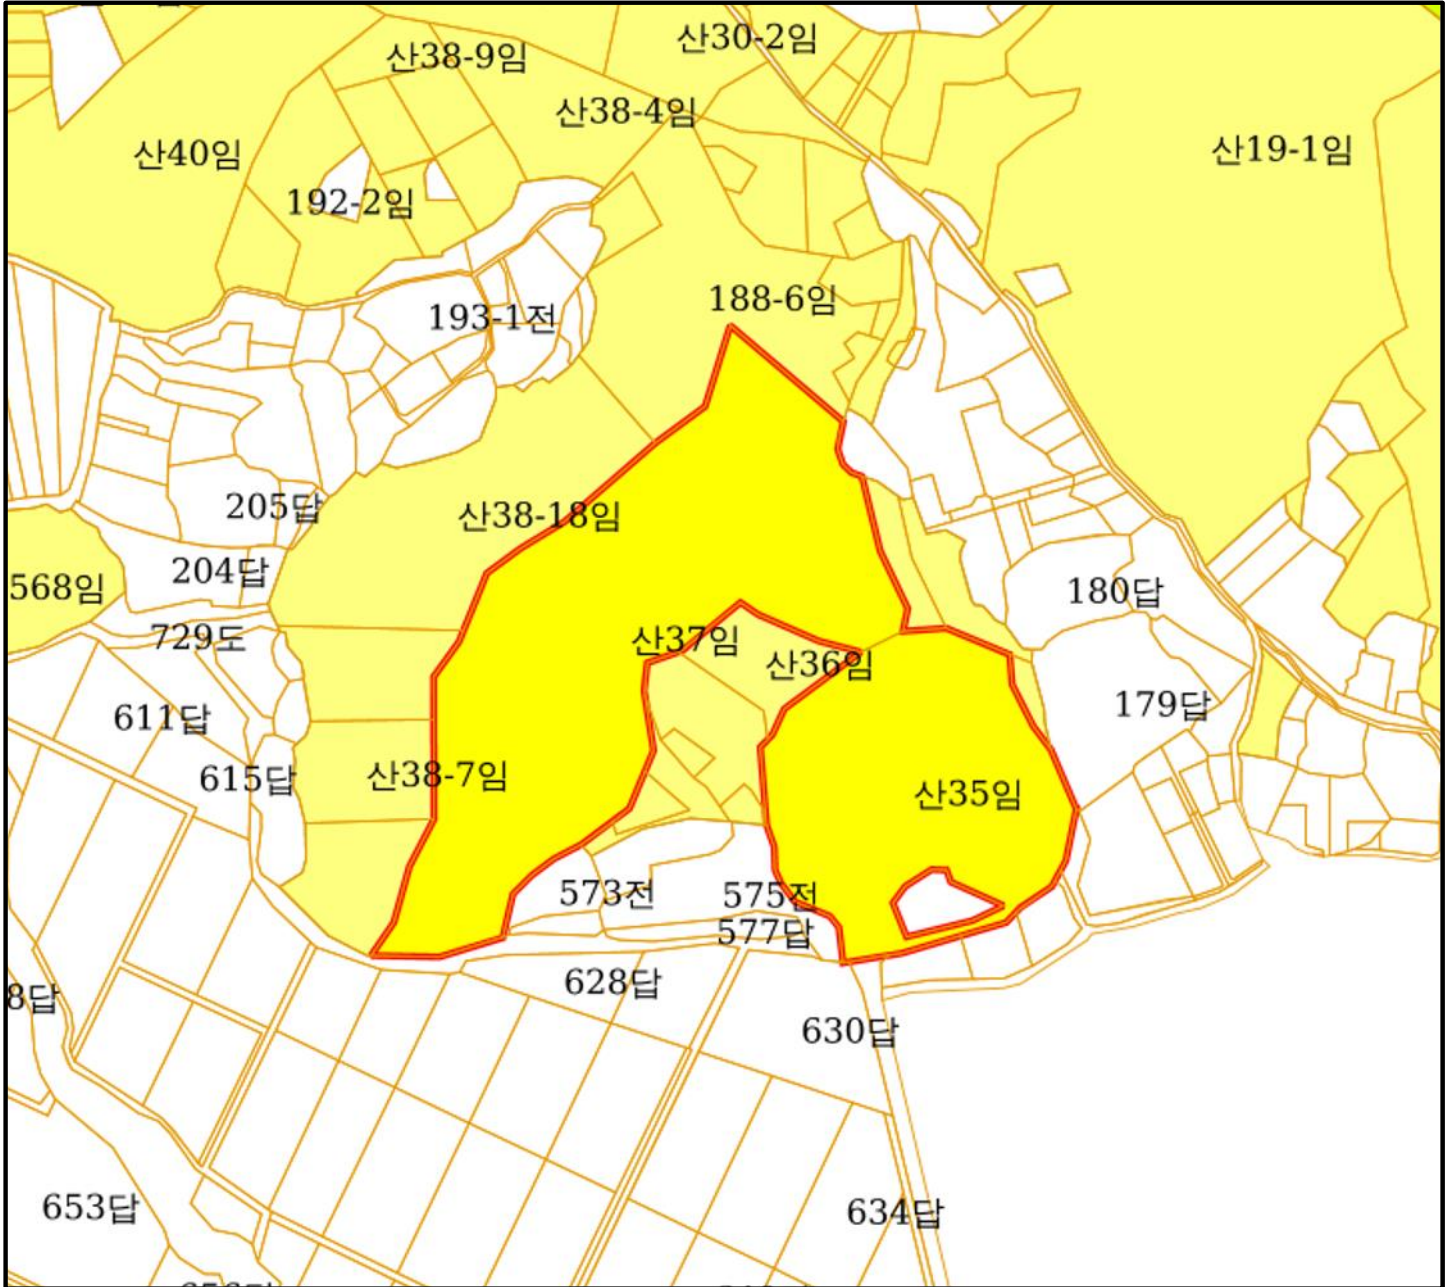 산30-2임
산38-9임
산38-4임
산19-1임
산40임
192-2임
188-6임
193-1전
205답
산38-18임
204답
568임
180답
729도
산37임
산36임
179답
611답
615답
산38-7임
산35임
573전
575전
577답
628답
8답
630답
653답
634답